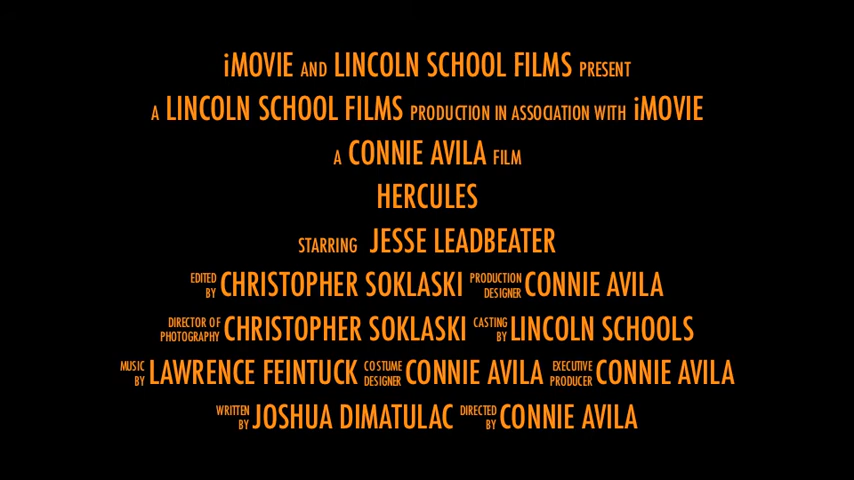 iMOVIE AND LINCOLN SCHOOL FILMS PRESENT
A LINCOLN SCHOOL FILMS PRODUCTION IN ASSOCIATION WITH iMOVIE
A CONNIE AVILA FILM
HERCULES
STARRING JESSE LEADBEATER
EDITED BY CHRISTOPHER SOKLASKI PRODUCTION DESIGNER CONNIE AVILA
DIRECTOR OF PHOTOGRAPHY CHRISTOPHER SOKLASKI CASTING BY LINCOLN SCHOOLS
MUSIC BY LAWRENCE FEINTUCK COSTUME DESIGNER CONNIE AVILA EXECUTIVE PRODUCER CONNIE AVILA
WRITTEN BY JOSHUA DIMATULAC DIRECTED BY CONNIE AVILA